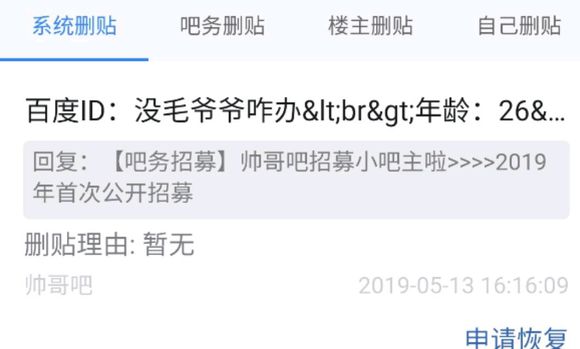 系统删贴 吧务删贴 楼主删贴 自己删贴
百度ID：没毛爷爷咋办&lt;br&gt;年龄：26&...
回复：【吧务招募】帅哥吧招募小吧主啦>>>>2019
年首次公开招募
删贴理由: 暂无
帅哥吧 2019-05-13 16:16:09
申请恢复